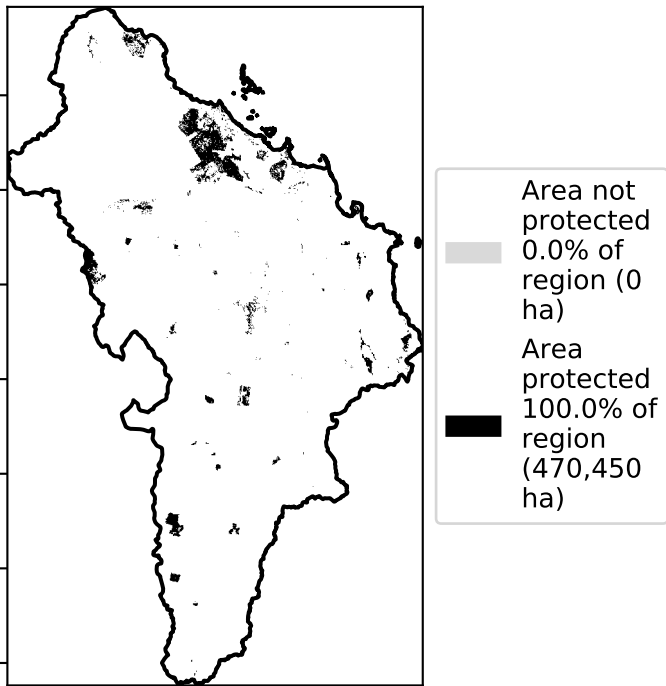 Area not
protected
0.0% of
region (0
ha)
Area
protected
100.0% of
region
(470,450
ha)